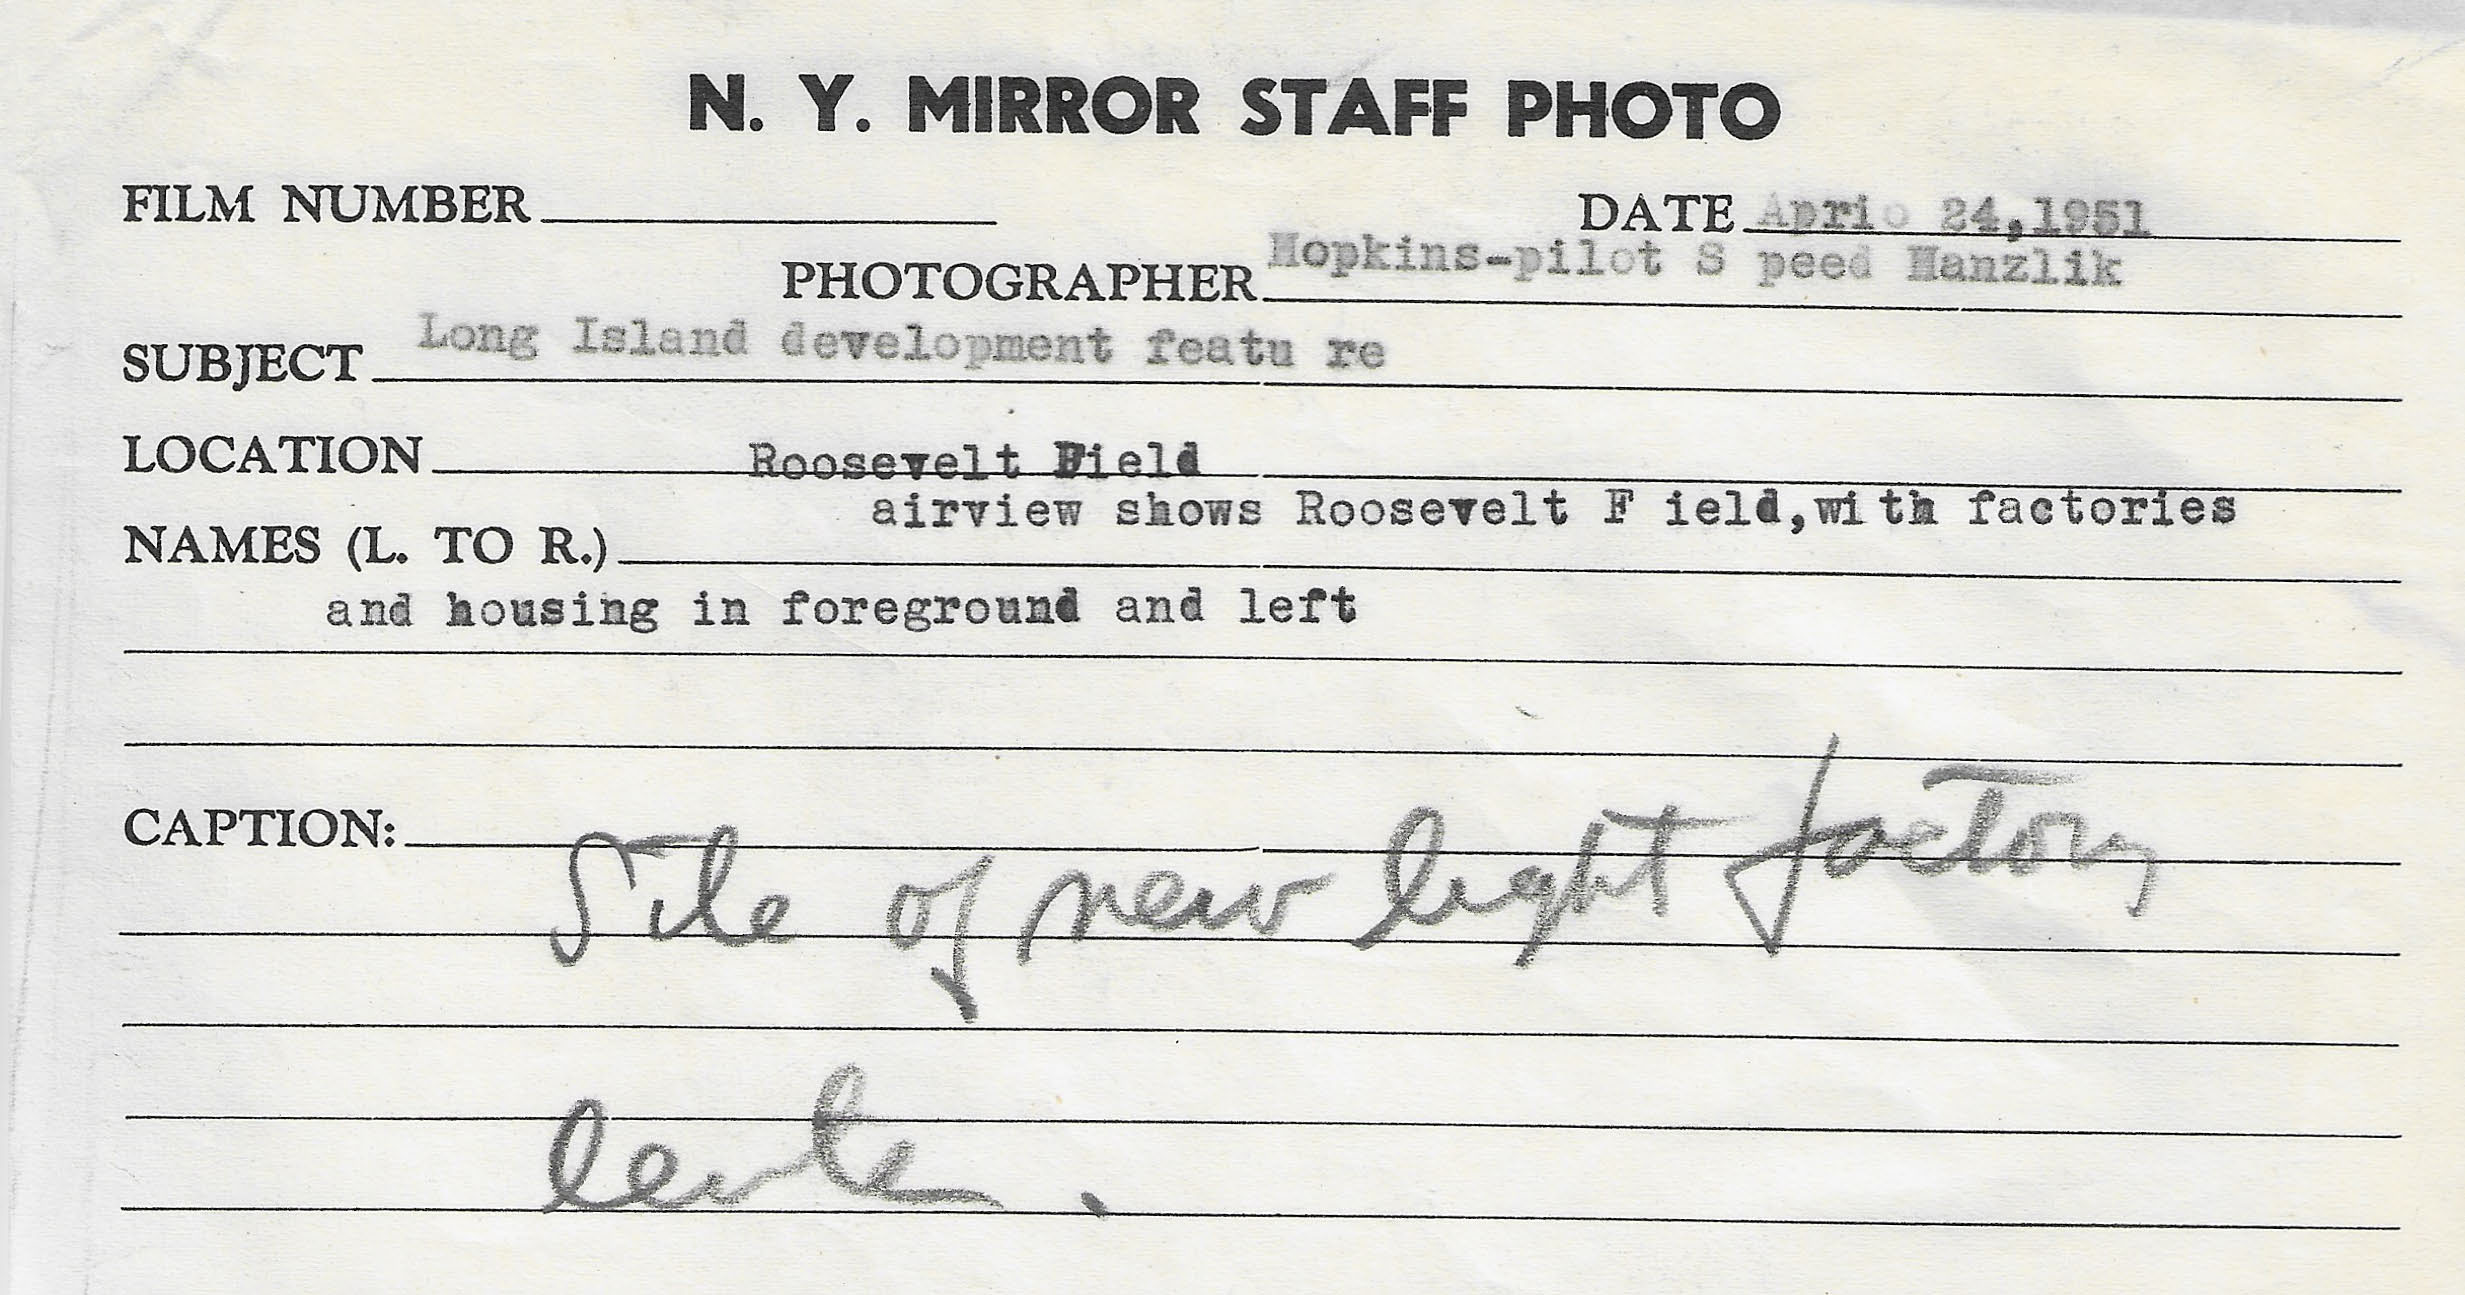 N. Y. MIRROR STAFF PHOTO
FILM NUMBER DATE Aprio 24,1951
PHOTOGRAPHER Hopkins-pilot S peed Hanzlik
SUBJECT Long Island development featu re
LOCATION Roosevelt Field
NAMES (L. TO R.) airview shows Roosevelt F ield,with factories
and housing in foreground and left
CAPTION: Site of new light factory
center.